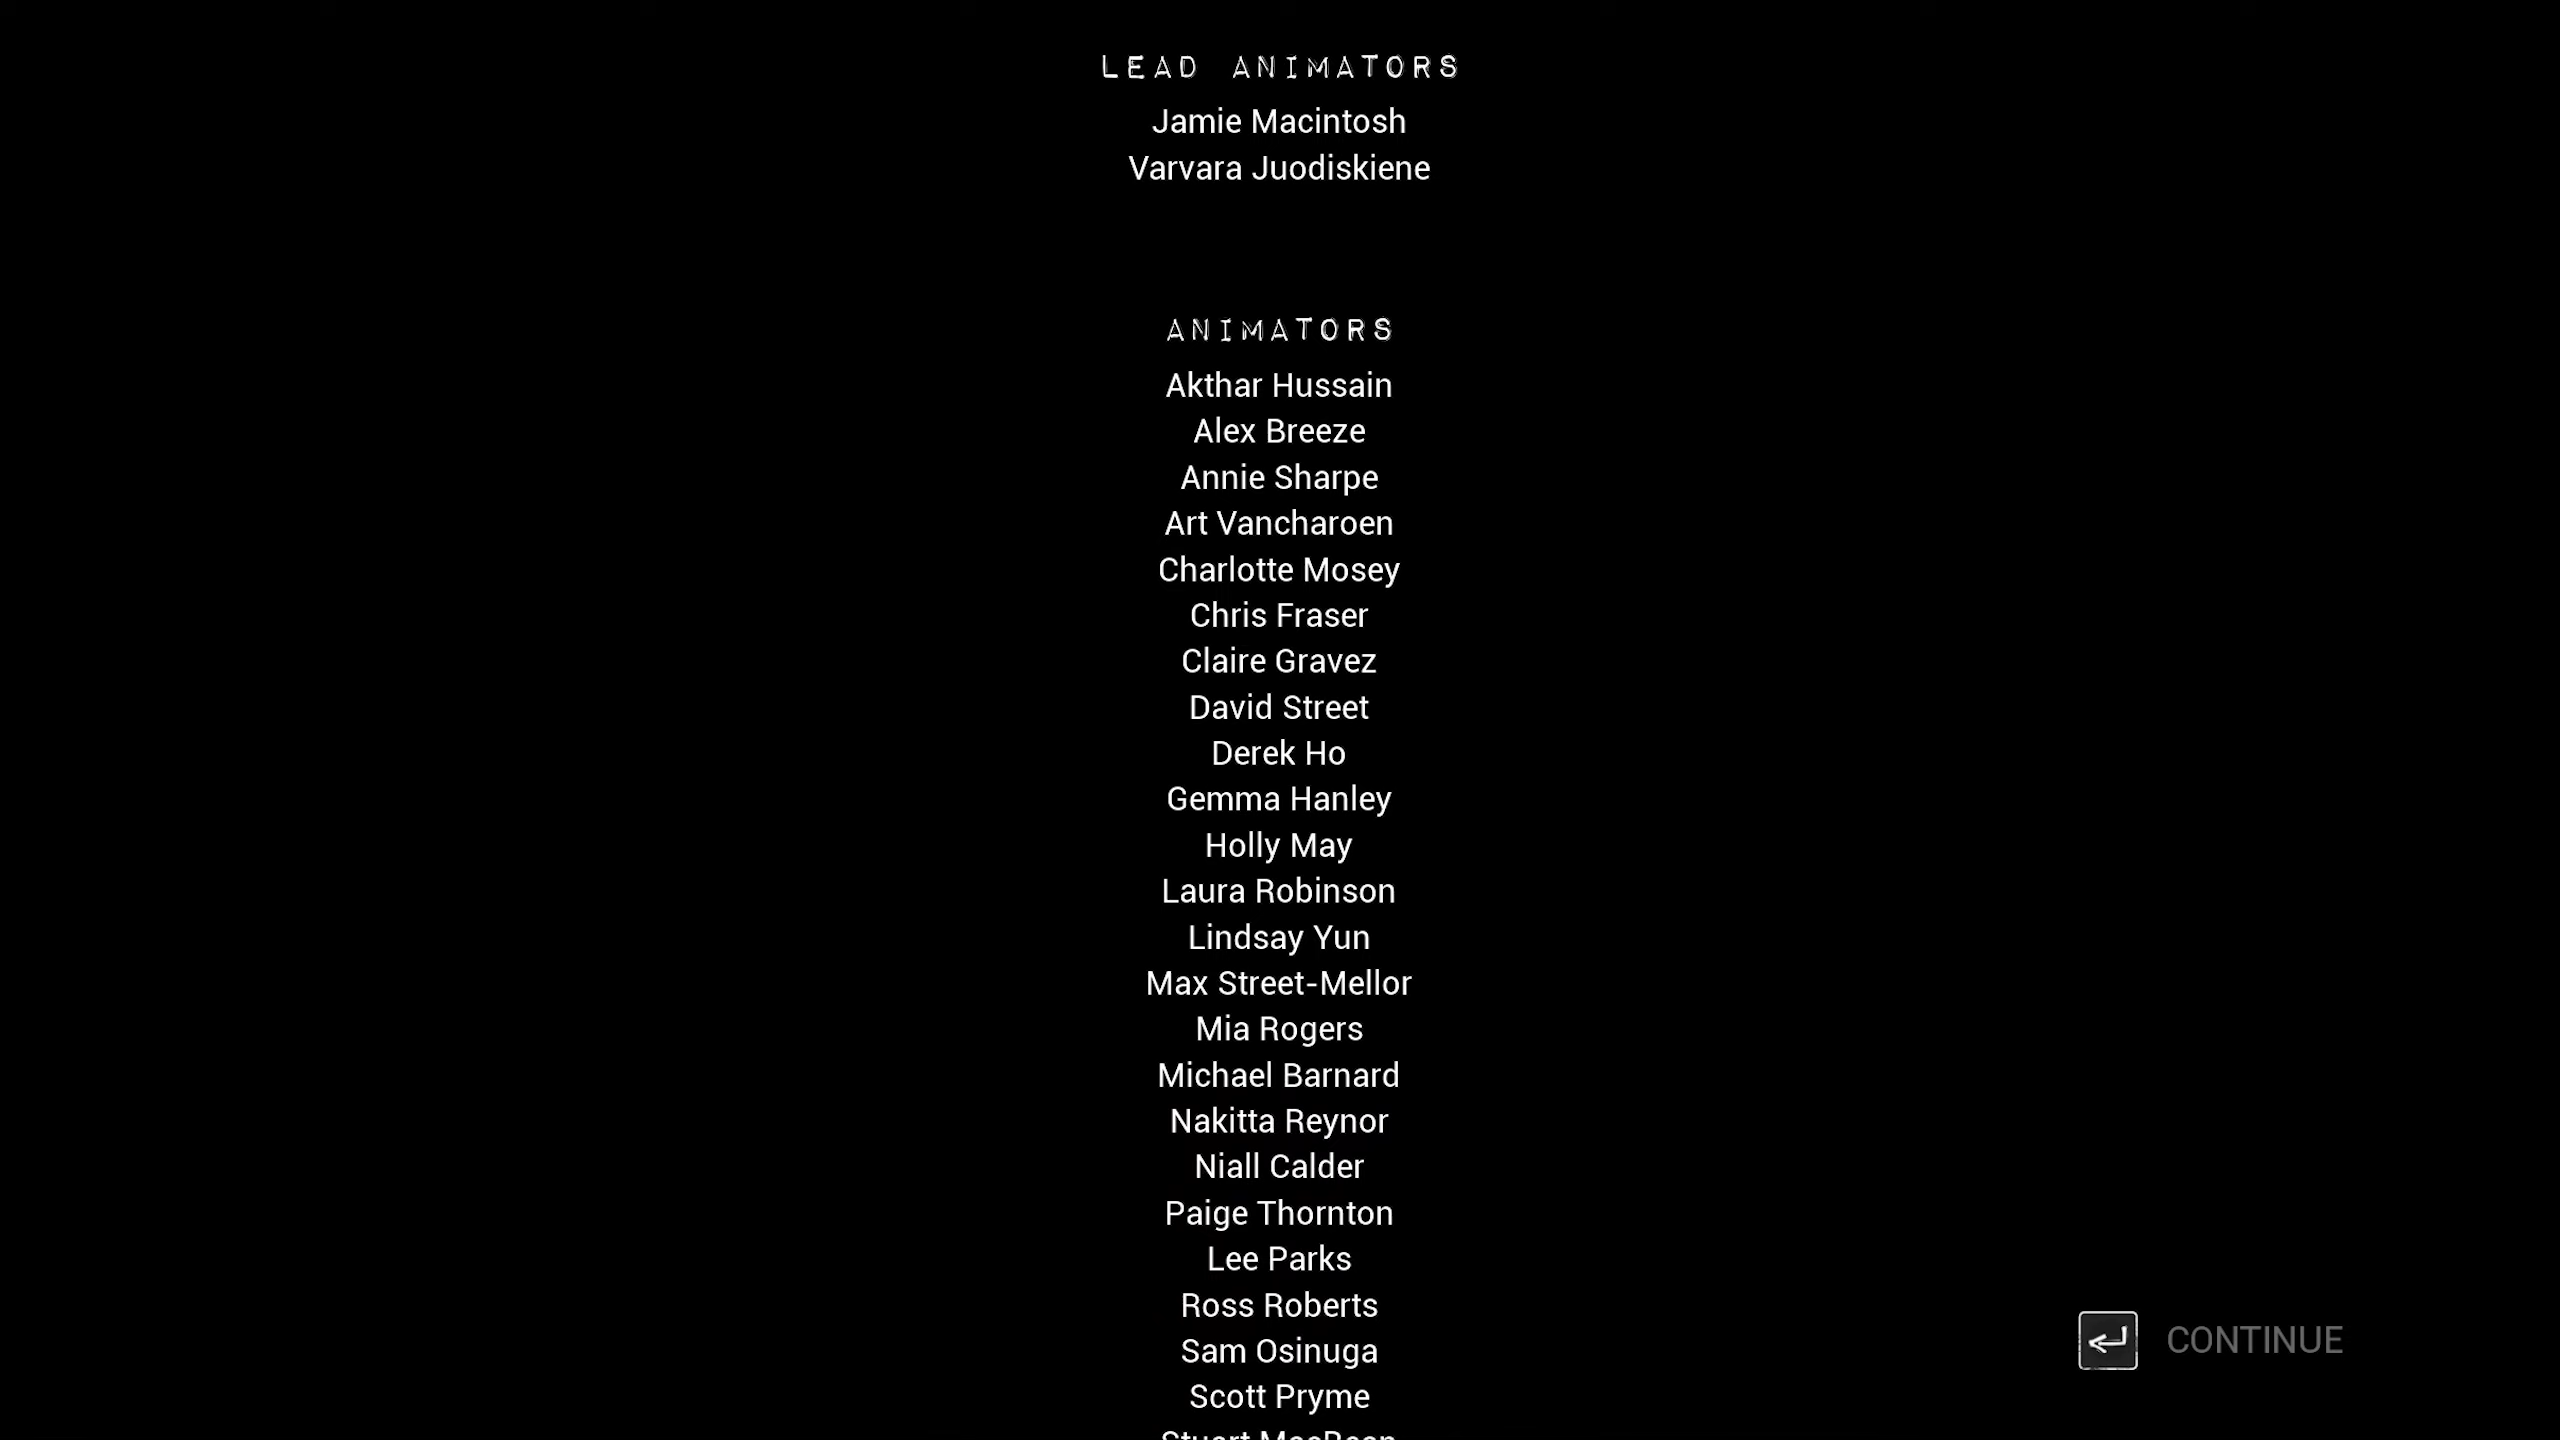 LEAD ANIMATORS
Jamie Macintosh
Varvara Juodiskiene
ANIMATORS
Akthar Hussain
Alex Breeze
Annie Sharpe
Art Vancharoen
Charlotte Mosey
Chris Fraser
Claire Gravez
David Street
Derek Ho
Gemma Hanley
Holly May
Laura Robinson
Lindsay Yun
Max Street-Mellor
Mia Rogers
Michael Barnard
Nakitta Reynor
Niall Calder
Paige Thornton
Lee Parks
Ross Roberts
Sam Osinuga
Scott Pryme
Stuart
CONTINUE